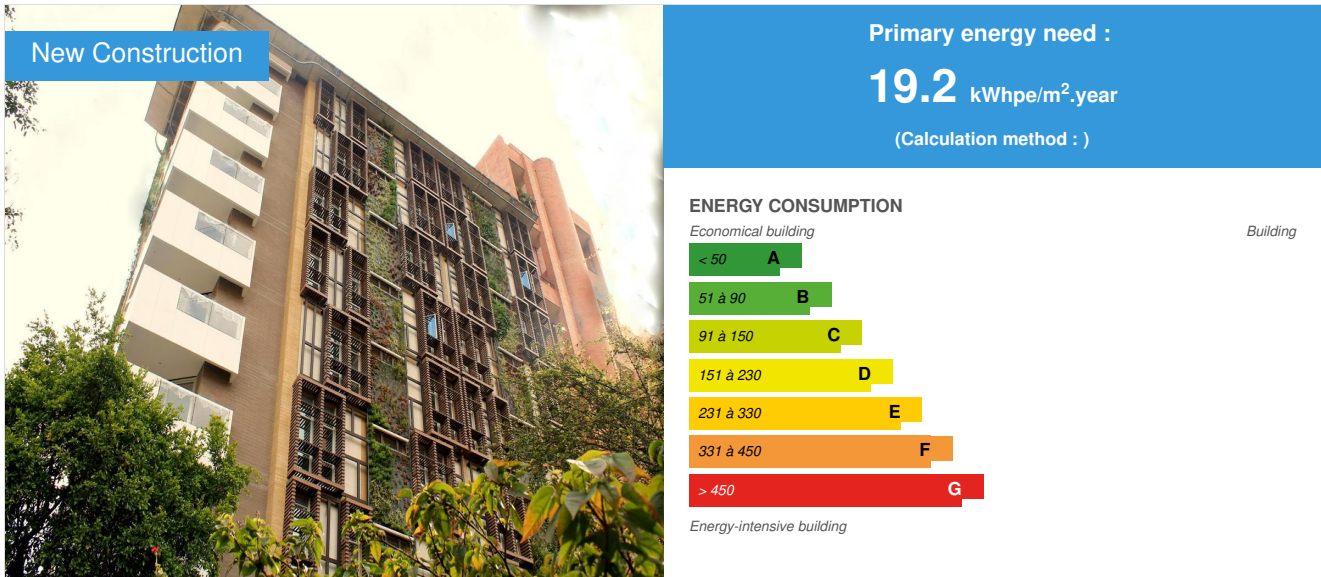 New Construction
Primary energy need :
19.2 kWhpe/m².year
(Calculation method : )
ENERGY CONSUMPTION
Economical building
Building
< 50 A
51 à 90 B
91 à 150 C
151 à 230 D
231 à 330 E
331 à 450 F
> 450 G
Energy-intensive building